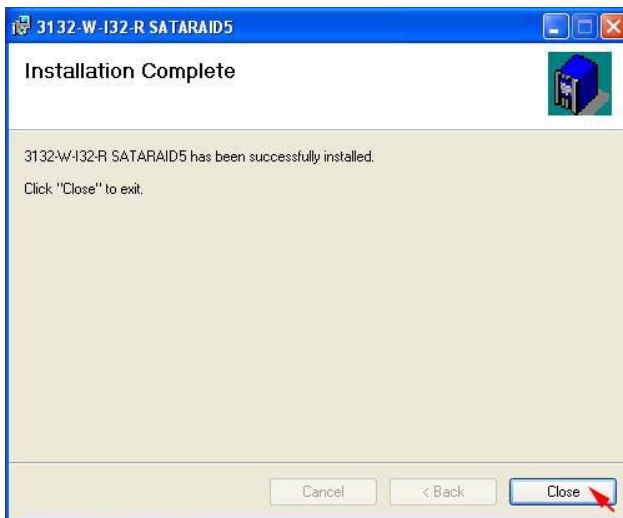 3132-W-I32-R SATARAID5
Installation Complete
3132-W-I32-R SATARAID5 has been successfully installed.
Click "Close" to exit.
Cancel
< Back
Close